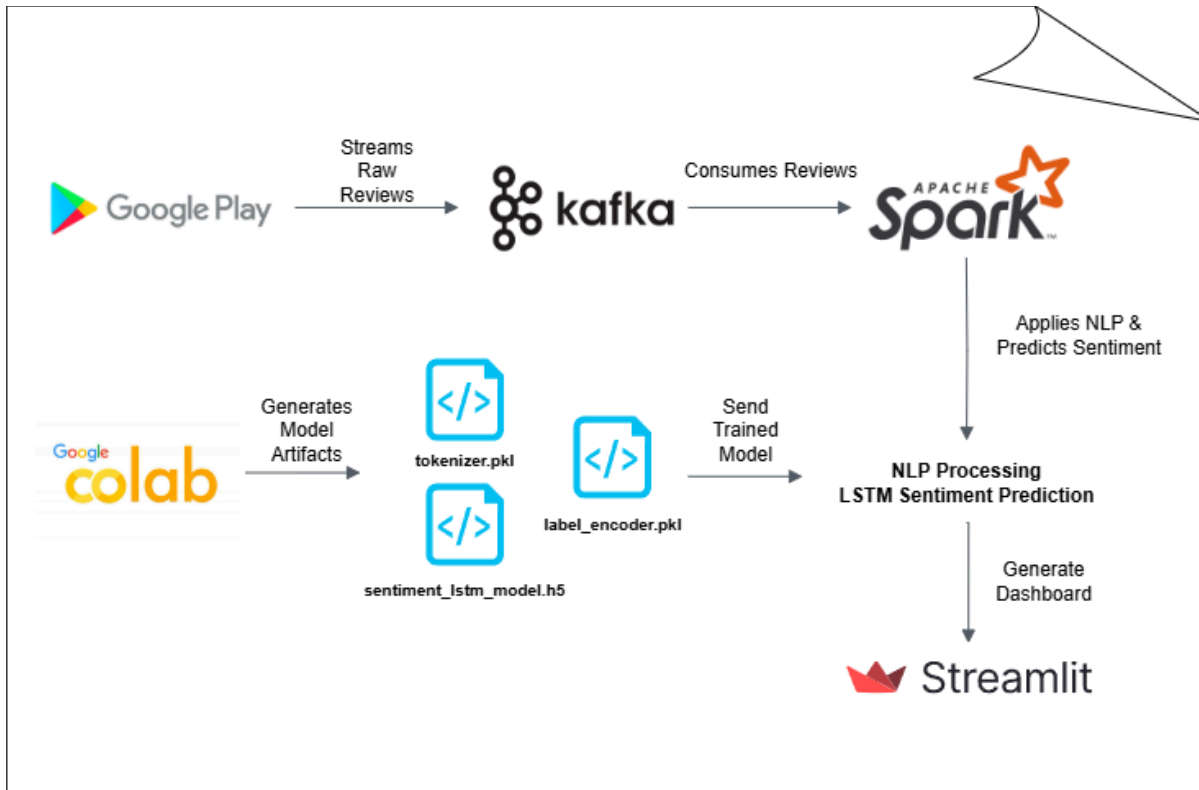 Streams
Raw
Reviews
Google Play
kafka
Consumes Reviews
APACHE
Spark
TM
Applies NLP &
Predicts Sentiment
Google
colab
Generates
Model
Artifacts
</>
tokenizer.pkl
</>
sentiment_lstm_model.h5
</>
label_encoder.pkl
Send
Trained
Model
NLP Processing
LSTM Sentiment Prediction
Generate
Dashboard
Streamlit